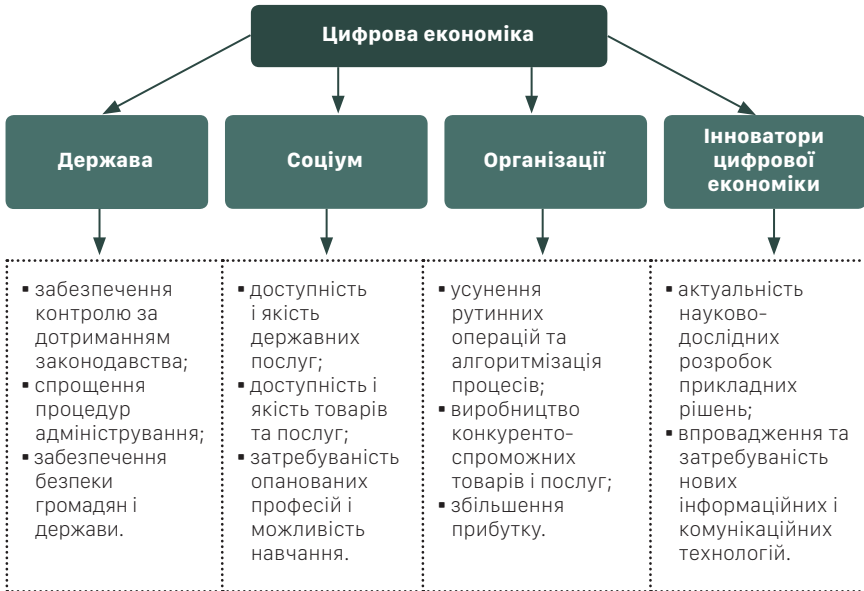 Цифрова економіка
Держава
Соціум
Організації
Інноватори
цифрової
економіки
▪ забезпечення
контролю за
дотриманням
законодавства;
▪ спрощення
процедур
адміністрування;
▪ забезпечення
безпеки
громадян і
держави.
▪ доступність
і якість
державних
послуг;
▪ доступність і
якість товарів
та послуг;
▪ затребуваність
опанованих
професій і
можливість
навчання.
▪ усунення
рутинних
операцій та
алгоритмізація
процесів;
▪ виробництво
конкуренто-
спроможних
товарів і послуг;
▪ збільшення
прибутку.
▪ актуальність
науково-
дослідних
розробок
прикладних
рішень;
▪ впровадження та
затребуваність
нових
інформаційних і
комунікаційних
технологій.